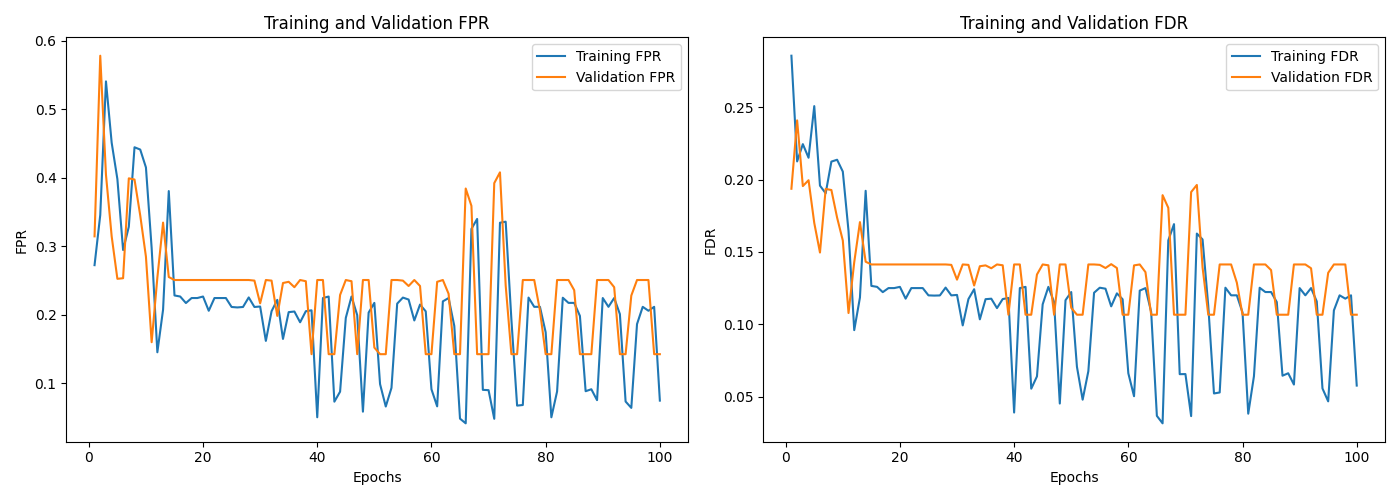 Training and Validation FPR
Training FPR
Validation FPR
FPR
0.6
0.5
0.4
0.3
0.2
0.1
0
20
40
60
80
100
Epochs
Training and Validation FDR
Training FDR
Validation FDR
FDR
0.25
0.20
0.15
0.10
0.05
0
20
40
60
80
100
Epochs